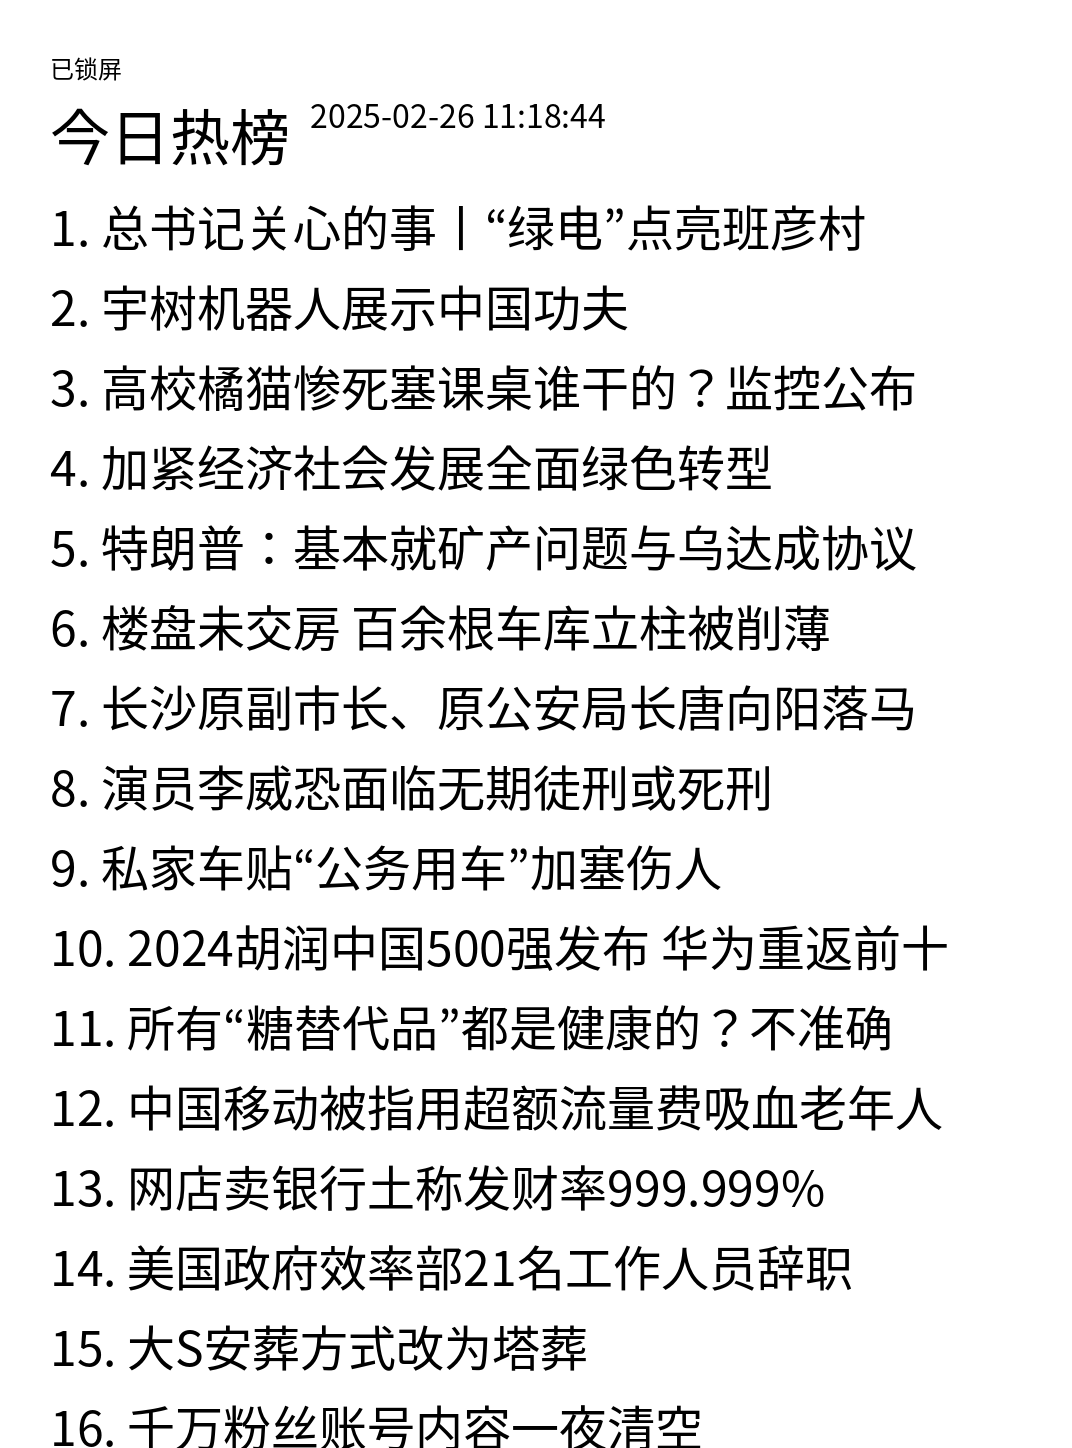 已锁屏
今日热榜 2025-02-26 11:18:44
1. 总书记关心的事丨“绿电”点亮班彦村
2. 宇树机器人展示中国功夫
3. 高校橘猫惨死塞课桌谁干的？监控公布
4. 加紧经济社会发展全面绿色转型
5. 特朗普：基本就矿产问题与乌达成协议
6. 楼盘未交房 百余根车库立柱被削薄
7. 长沙原副市长、原公安局长唐向阳落马
8. 演员李威恐面临无期徒刑或死刑
9. 私家车贴“公务用车”加塞伤人
10. 2024胡润中国500强发布 华为重返前十
11. 所有“糖替代品”都是健康的？不准确
12. 中国移动被指用超额流量费吸血老年人
13. 网店卖银行土称发财率999.999%
14. 美国政府效率部21名工作人员辞职
15. 大S安葬方式改为塔葬
16. 千万粉丝账号内容一夜清空